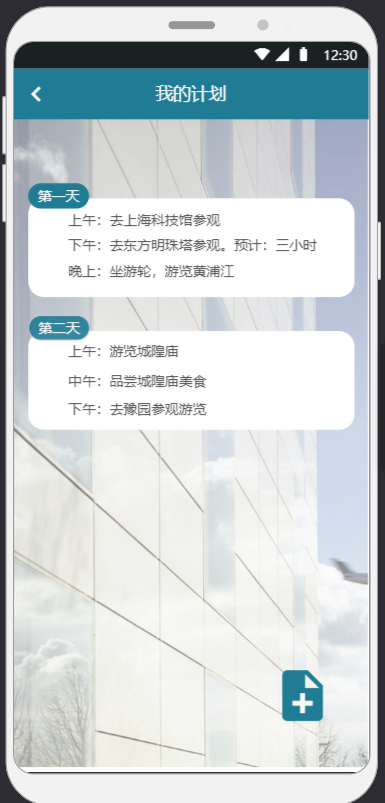 12:30
我的计划
第一天
上午：去上海科技馆参观
下午：去东方明珠塔参观。预计：三小时
晚上：坐游轮，游览黄浦江
第二天
上午：游览城隍庙
中午：品尝城隍庙美食
下午：去豫园参观游览